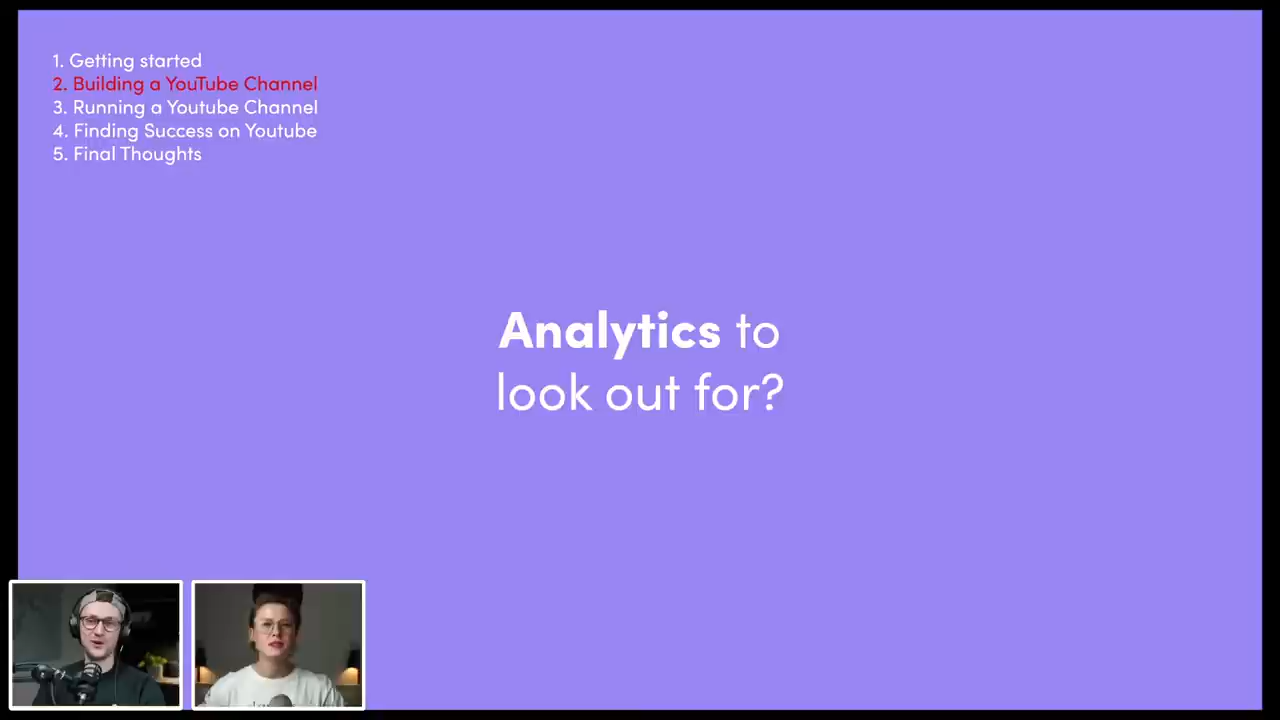 1. Getting started
2. Building a YouTube Channel
3. Running a Youtube Channel
4. Finding Success on Youtube
5. Final Thoughts
Analytics to
look out for?